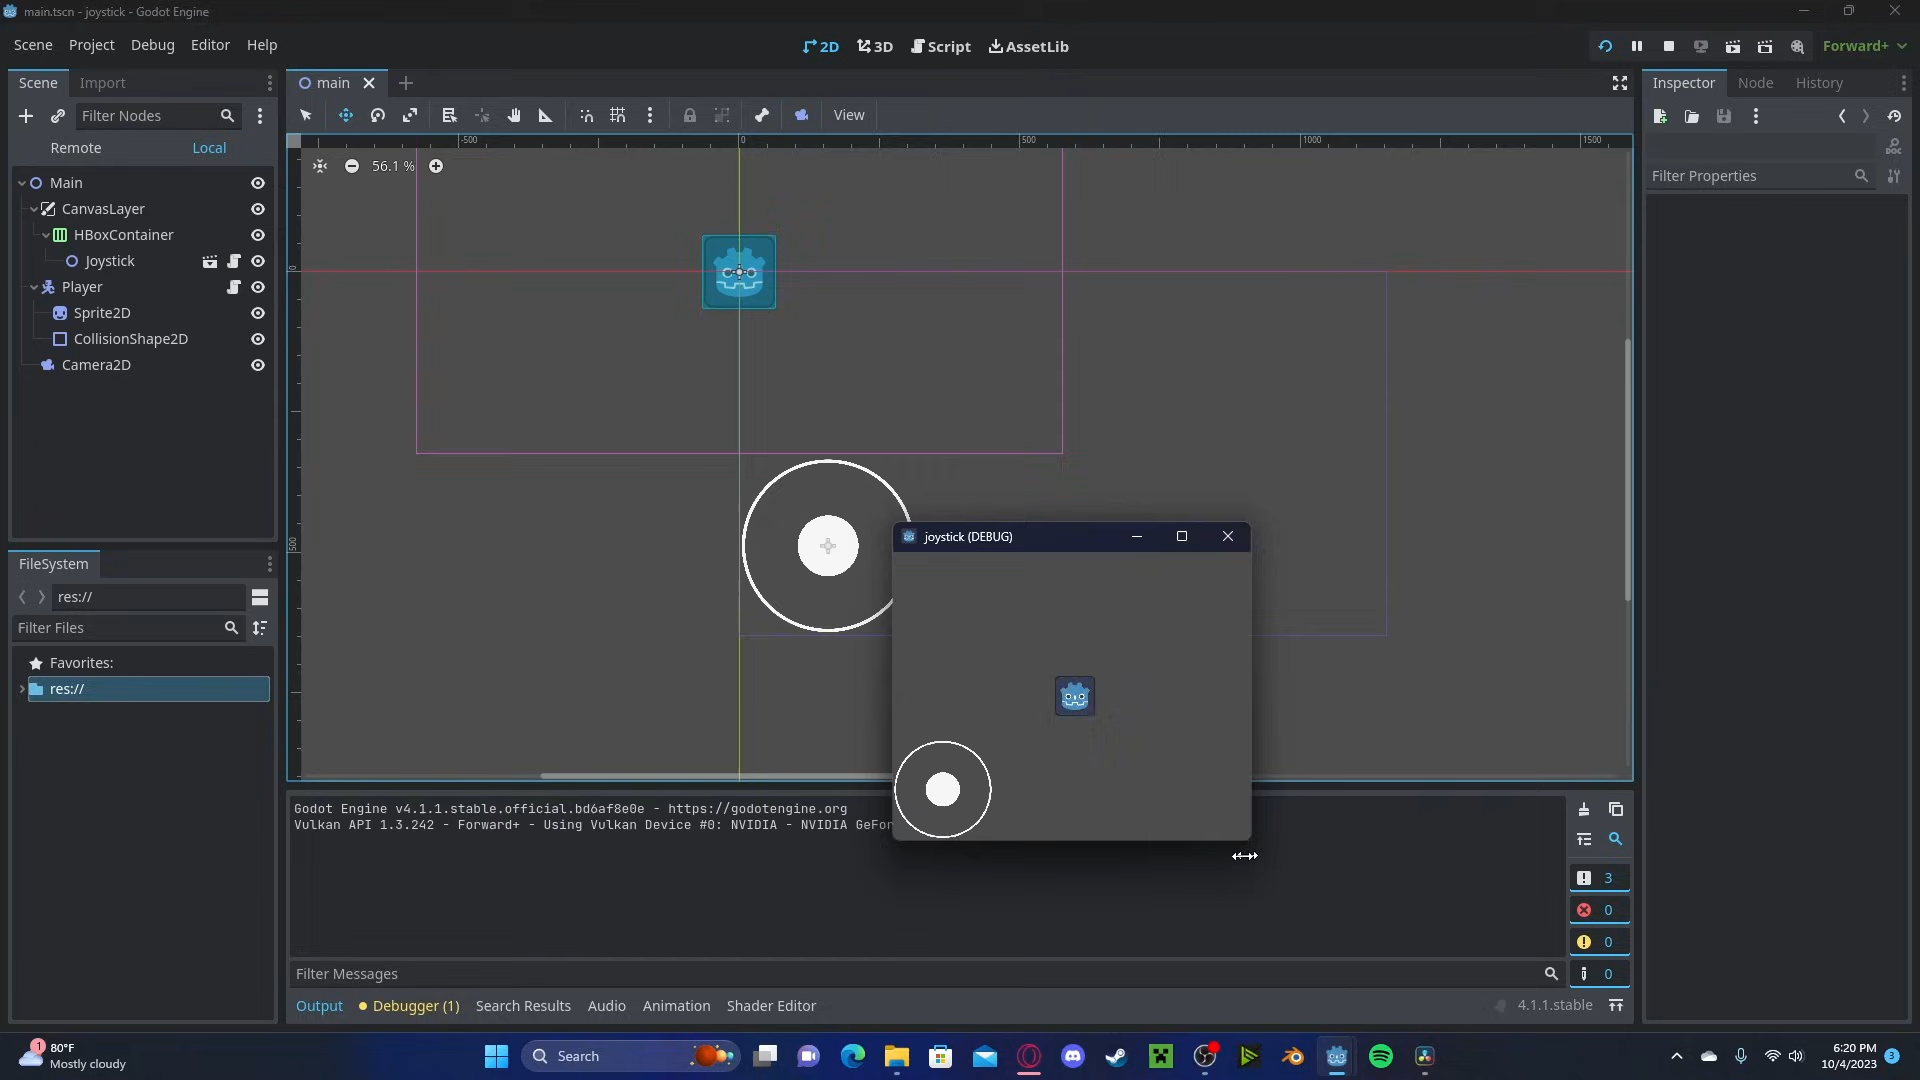 main.tscn - joystick - Godot Engine
Scene Project Debug Editor Help
2D 3D Script AssetLib
Forward+
Scene Import
main
Inspector Node History
Filter Nodes
View
Remote Local
-500 0 500 1000 1500
56.1 %
Filter Properties
Main
CanvasLayer
HBoxContainer
Joystick
Player
Sprite2D
CollisionShape2D
Camera2D
0
500
joystick (DEBUG)
FileSystem
res://
Filter Files
Favorites:
res://
Godot Engine v4.1.1.stable.official.bd6af8e0e - https://godotengine.org
Vulkan API 1.3.242 - Forward+ - Using Vulkan Device #0: NVIDIA - NVIDIA GeFor
3
0
0
0
Filter Messages
Output Debugger (1) Search Results Audio Animation Shader Editor
4.1.1.stable
1
80°F
Mostly cloudy
Search
6:20 PM
10/4/2023
3